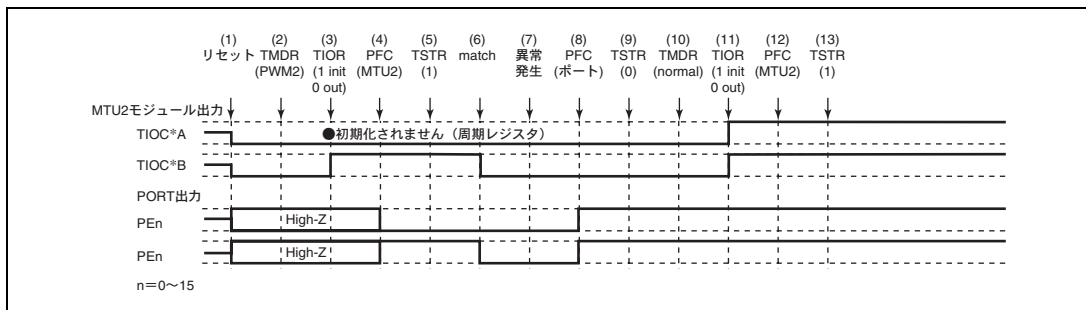 (1) (2) (3) (4) (5) (6) (7) (8) (9) (10) (11) (12) (13)
リセット TMDR TIOR PFC TSTR match 異常 PFC TSTR TMDR TIOR PFC TSTR
(PWM2) (1 init (MTU2) (1) 発生 (ポート) (0) (normal) (1 init (MTU2) (1)
0 out) 0 out)
MTU2モジュール出力
TIOC*A ●初期化されません（周期レジスタ）
TIOC*B
PORT出力
PEn High-Z
PEn High-Z
n＝0～15